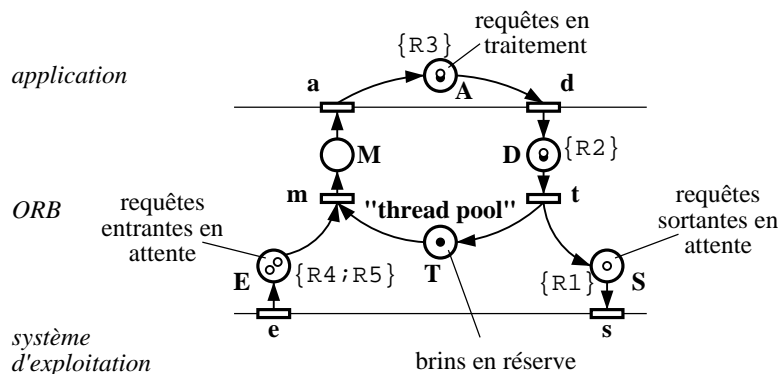 requêtes en
traitement
{R3}
application
a
A
d
M
D
{R2}
ORB
m
"thread pool"
t
requêtes
entrantes en
attente
requêtes
sortantes en
attente
E
{R4;R5}
T
{R1}
S
e
s
système
d'exploitation
brins en réserve